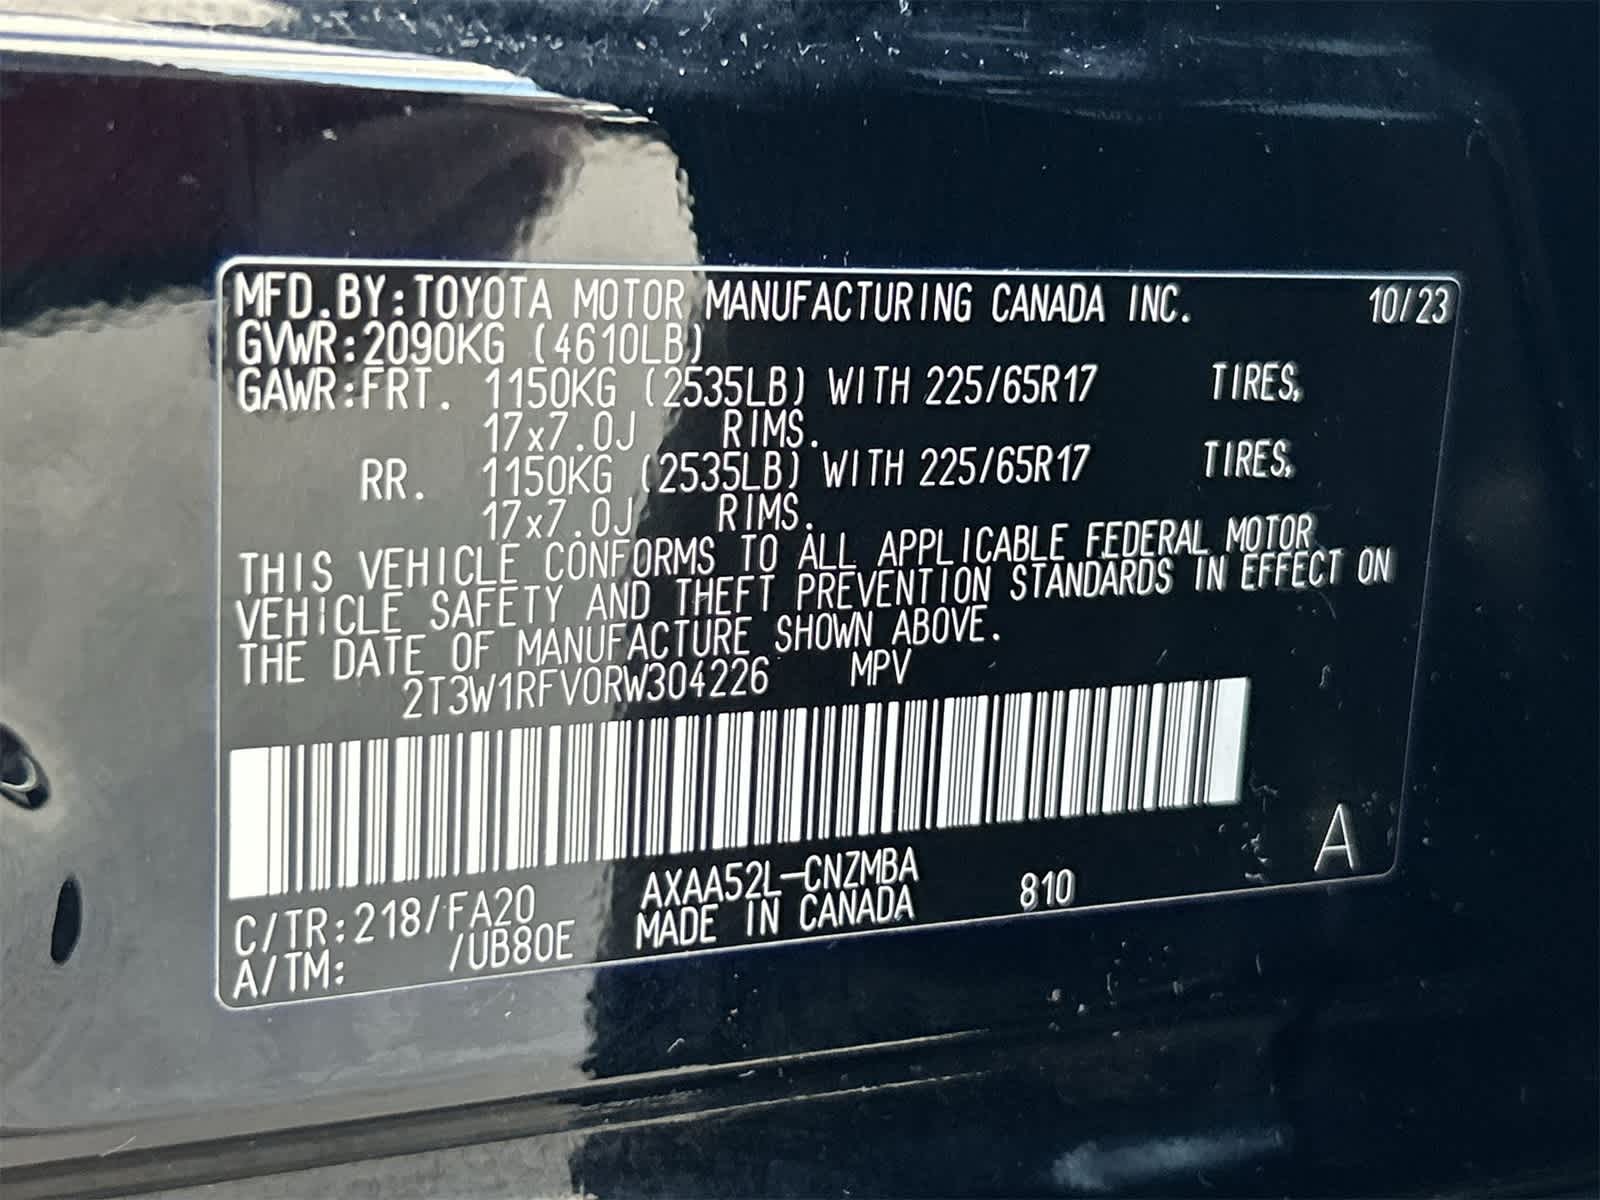 MFD.BY:TOYOTA MOTOR MANUFACTURING CANADA INC. 10/23
GVWR:2090KG (4610LB)
GAWR:FRT. 1150KG (2535LB) WITH 225/65R17 TIRES,
17x7.0J RIMS.
RR. 1150KG (2535LB) WITH 225/65R17 TIRES,
17x7.0J RIMS.
THIS VEHICLE CONFORMS TO ALL APPLICABLE FEDERAL MOTOR
VEHICLE SAFETY AND THEFT PREVENTION STANDARDS IN EFFECT ON
THE DATE OF MANUFACTURE SHOWN ABOVE.
2T3W1RFV0RW304226 MPV
C/TR:218/FA20 AXAA52L-CNZMBA 810 A
A/TM: /UB80E MADE IN CANADA